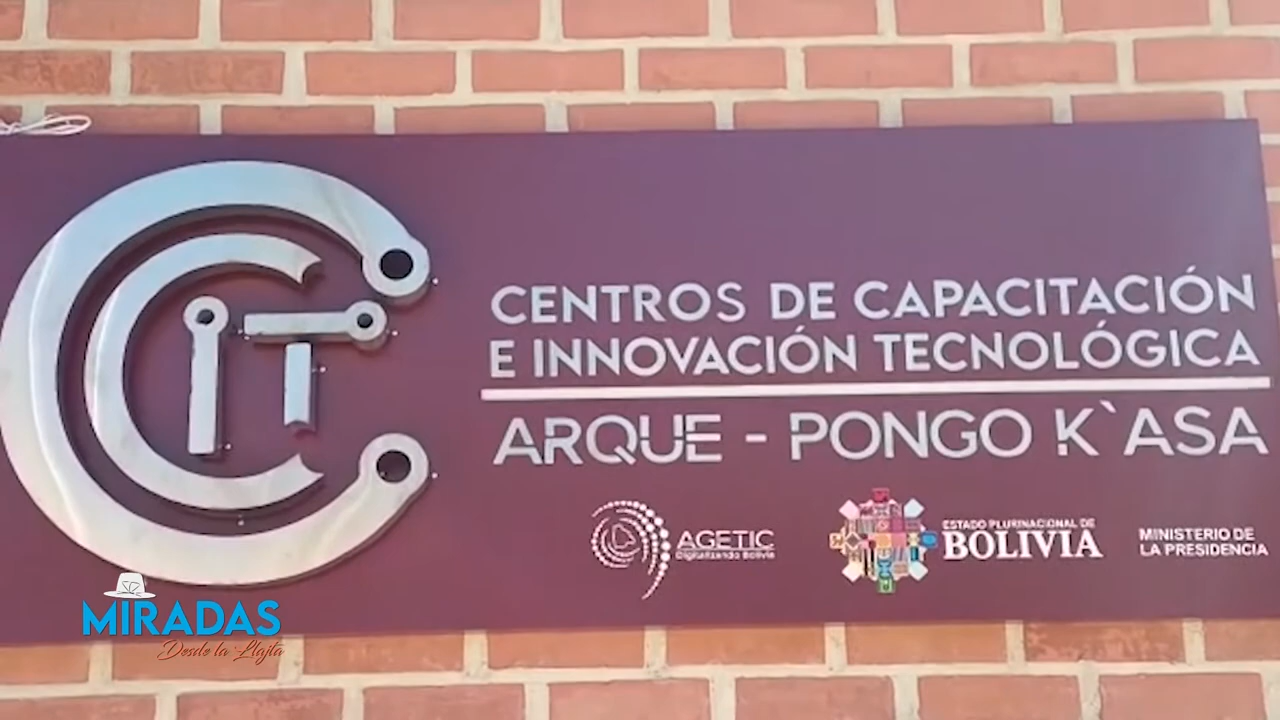 CCIT
CENTROS DE CAPACITACIÓN
E INNOVACIÓN TECNOLÓGICA
ARQUE - PONGO K`ASA
AGETIC
Digitalizando Bolivia
ESTADO PLURINACIONAL DE
BOLIVIA
MINISTERIO DE
LA PRESIDENCIA
MIRADAS
Desde la Llajta